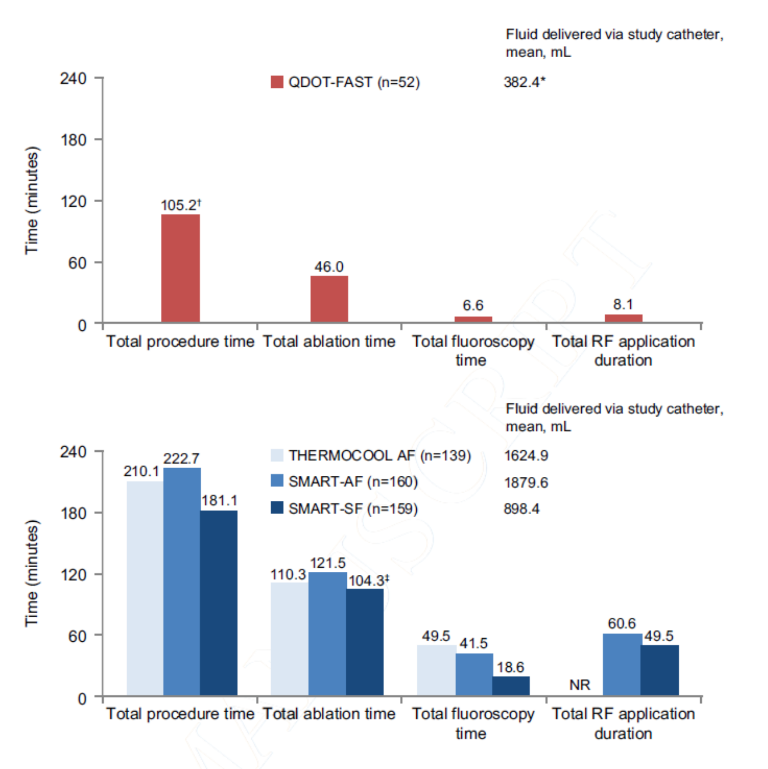 Fluid delivered via study catheter,
mean, mL
240
QDOT-FAST (n=52)
382.4*
180
120
60
0
Time (minutes)
105.2†
46.0
6.6
8.1
Total procedure time
Total ablation time
Total fluoroscopy
time
Total RF application
duration
Fluid delivered via study catheter,
mean, mL
240
THERMOCOOL AF (n=139)
1624.9
SMART-AF (n=160)
1879.6
SMART-SF (n=159)
898.4
180
120
60
0
Time (minutes)
210.1
222.7
181.1
110.3
121.5
104.3‡
49.5
41.5
18.6
NR
60.6
49.5
Total procedure time
Total ablation time
Total fluoroscopy
time
Total RF application
duration